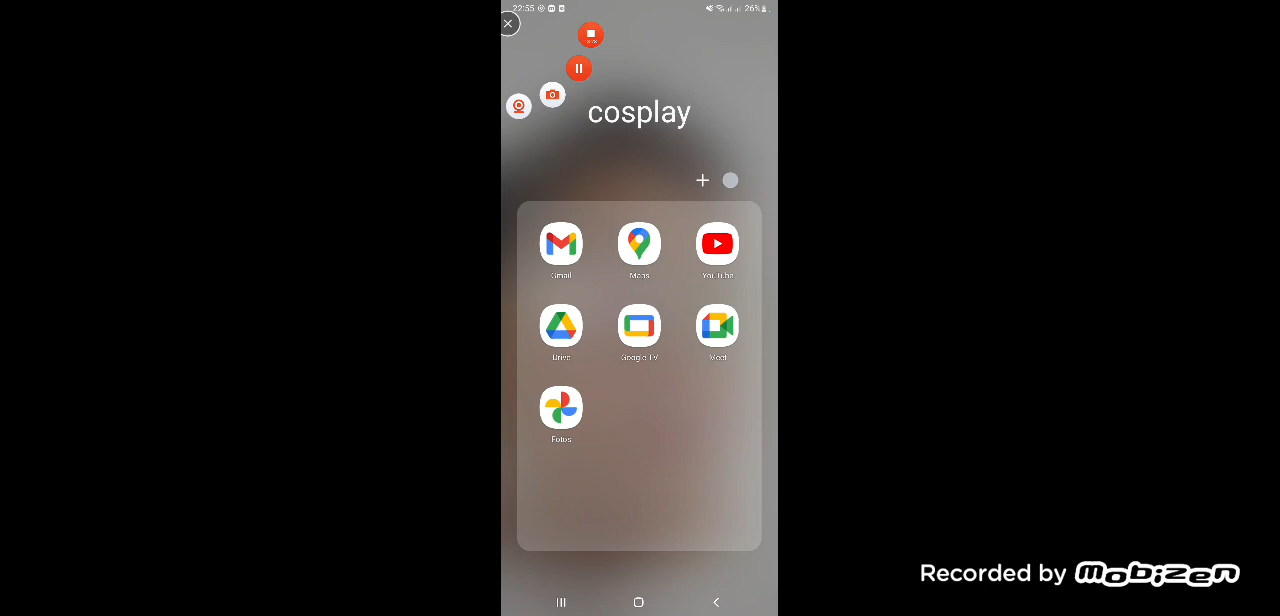 22:55
26%
cosplay
Gmail
Maps
YouTube
Drive
Google TV
Meet
Fotos
Recorded by Mobizen